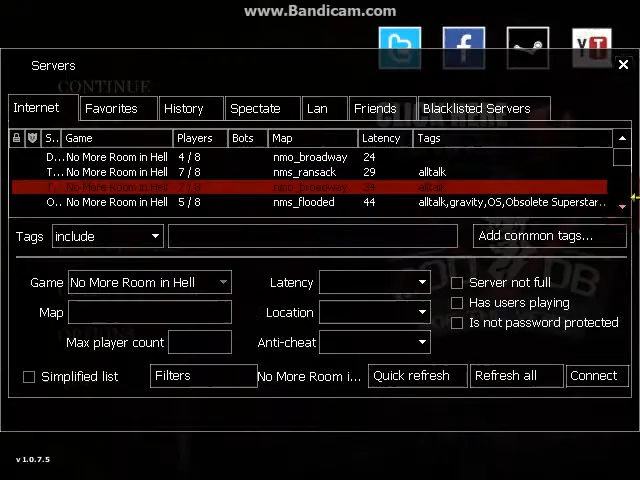 www.Bandicam.com
Servers
CONTINUE
Internet Favorites History Spectate Lan Friends Blacklisted Servers
S.. Game Players Bots Map Latency Tags
D... No More Room in Hell 4 / 8 nmo_broadway 24
T... No More Room in Hell 7 / 8 nms_ransack 29 alltalk
No More Room in Hell 7 / 8 nmo_broadway 34 alltalk
O.. No More Room in Hell 5 / 8 nms_flooded 44 alltalk,gravity,OS,Obsolete Superstar..
Tags include Add common tags...
Game No More Room in Hell Latency Server not full
Map Location Has users playing
Max player count Anti-cheat Is not password protected
Simplified list Filters No More Room i... Quick refresh Refresh all Connect
v 1.0.7.5